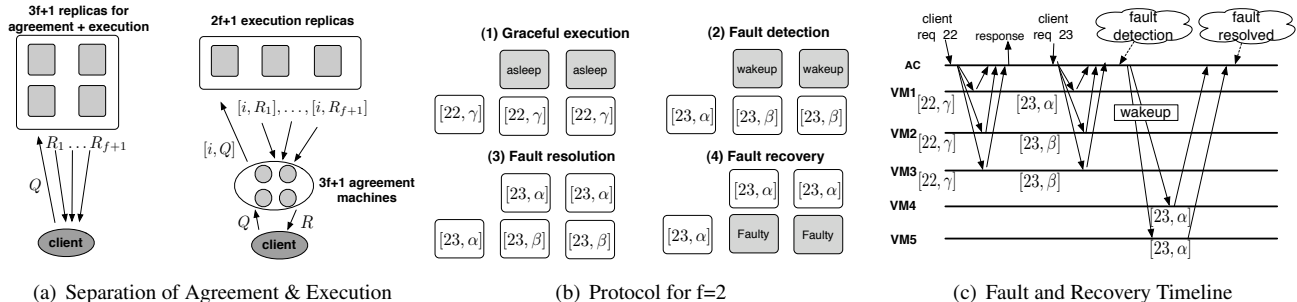 3f+1 replicas for
agreement + execution
R₁ … R_{f+1}
Q
client
2f+1 execution replicas
[i, R₁], . . . , [i, R_{f+1}]
[i, Q]
3f+1 agreement
machines
Q
R
client
(a) Separation of Agreement & Execution
(1) Graceful execution
asleep
asleep
[22, γ]
[22, γ]
[22, γ]
(2) Fault detection
wakeup
wakeup
[23, α]
[23, β]
[23, β]
(3) Fault resolution
[23, α]
[23, α]
[23, α]
[23, β]
[23, β]
(4) Fault recovery
[23, α]
[23, α]
[23, α]
Faulty
Faulty
(b) Protocol for f=2
client
req 22
response
client
req 23
fault
detection
fault
resolved
AC
VM1
[22, γ]
[23, α]
wakeup
VM2
[22, γ]
[23, β]
VM3
[22, γ]
[23, β]
VM4
[23, α]
VM5
[23, α]
(c) Fault and Recovery Timeline